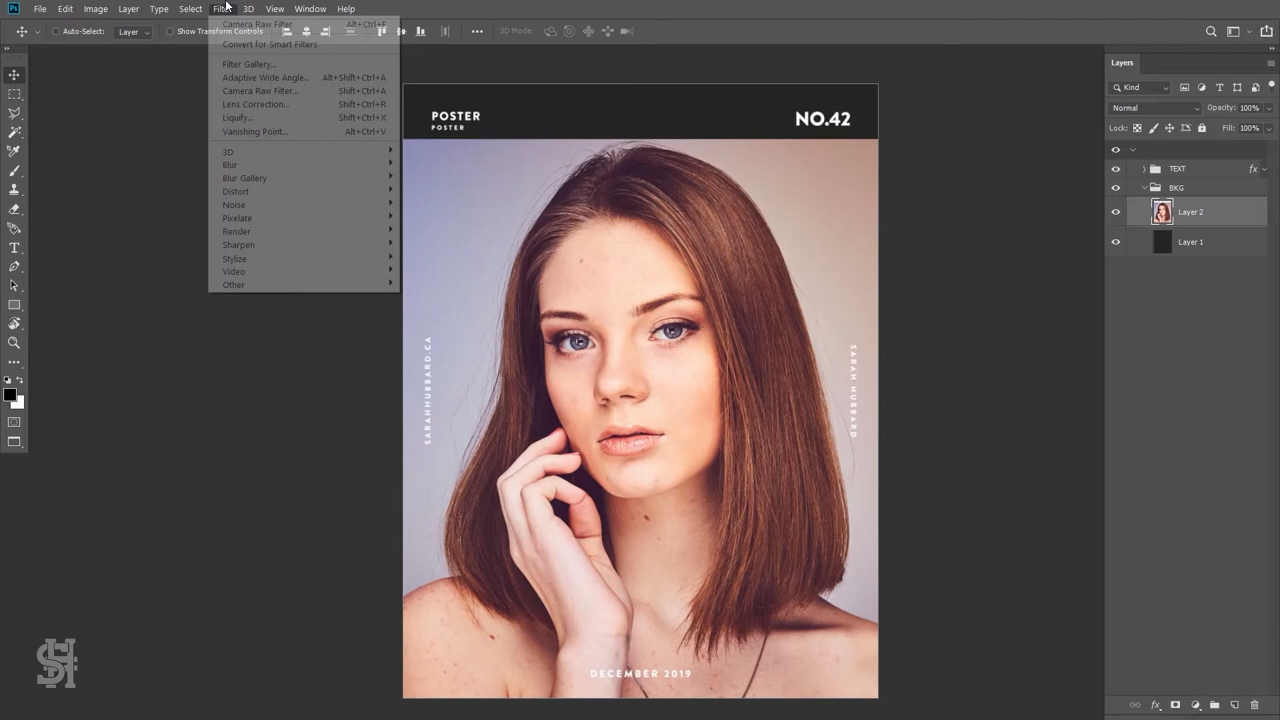 Ps File Edit Image Layer Type Select Filter 3D View Window Help
Auto-Select: Layer Show Transform Controls 3D Mode:
Camera Raw Filter Alt+Ctrl+F
Convert for Smart Filters
Filter Gallery...
Adaptive Wide Angle... Alt+Shift+Ctrl+A
Camera Raw Filter... Shift+Ctrl+A
Lens Correction... Shift+Ctrl+R
Liquify... Shift+Ctrl+X
Vanishing Point... Alt+Ctrl+V
3D
Blur
Blur Gallery
Distort
Noise
Pixelate
Render
Sharpen
Stylize
Video
Other
POSTER
POSTER
NO.42
SARAHHUBBARD.CA
SARAH HUBBARD
DECEMBER 2019
SH
Layers
Kind
Normal Opacity: 100%
Lock: Fill: 100%
TEXT fx
BKG
Layer 2
Layer 1
fx